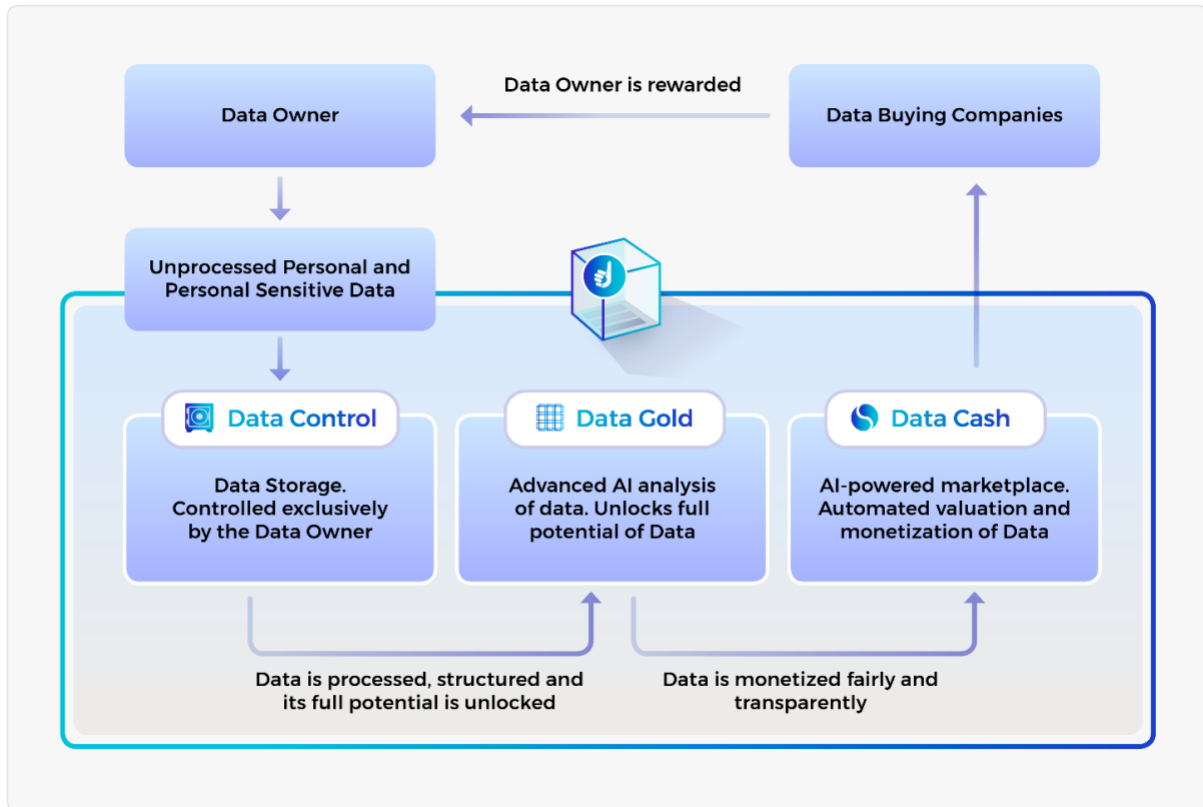 Data Owner is rewarded
Data Owner
Data Buying Companies
Unprocessed Personal and
Personal Sensitive Data
Data Control
Data Storage.
Controlled exclusively
by the Data Owner
Data Gold
Advanced AI analysis
of data. Unlocks full
potential of Data
Data Cash
AI-powered marketplace.
Automated valuation and
monetization of Data
Data is processed, structured and
its full potential is unlocked
Data is monetized fairly and
transparently